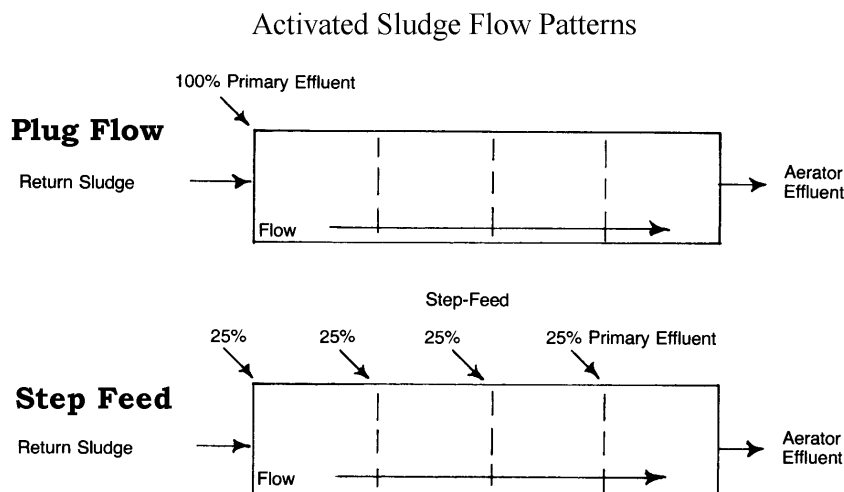 Activated Sludge Flow Patterns
100% Primary Effluent
Plug Flow
Return Sludge
Aerator
Effluent
Flow
Step-Feed
25% 25% 25% 25% Primary Effluent
Step Feed
Return Sludge
Aerator
Effluent
Flow